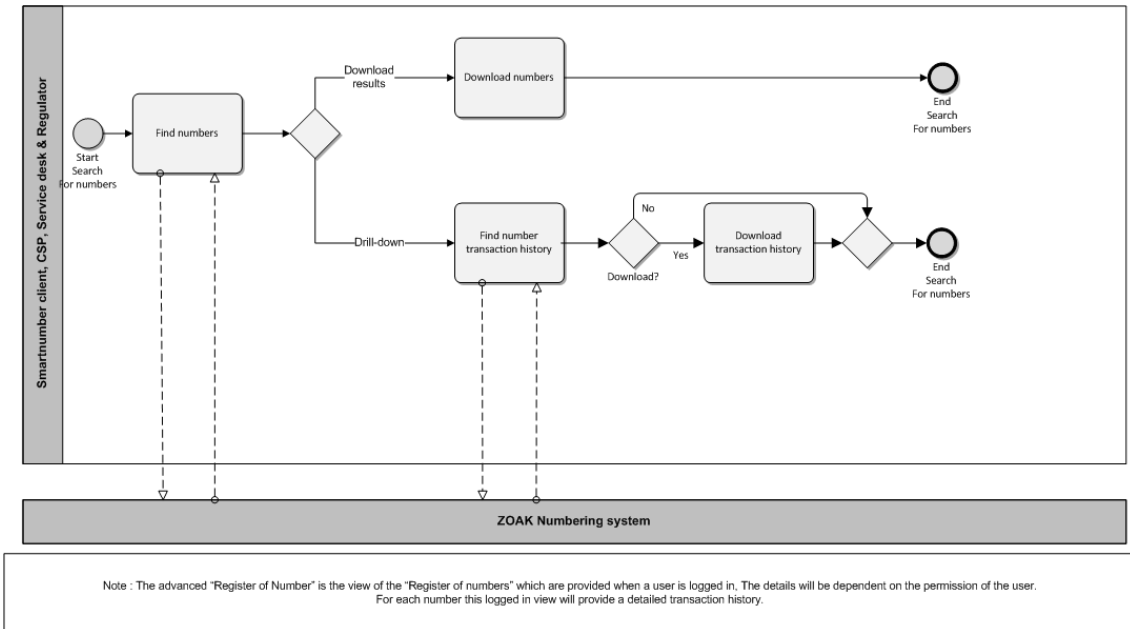 Smartnumber client, CSP, Service desk & Regulator
Start
Search
For numbers
Find numbers
Download
results
Download numbers
End
Search
For numbers
Drill-down
Find number
transaction history
Download?
No
Yes
Download
transaction history
End
Search
For numbers
ZOAK Numbering system
Note : The advanced “Register of Number” is the view of the “Register of numbers” which are provided when a user is logged in, The details will be dependent on the permission of the user.
For each number this logged in view will provide a detailed transaction history.